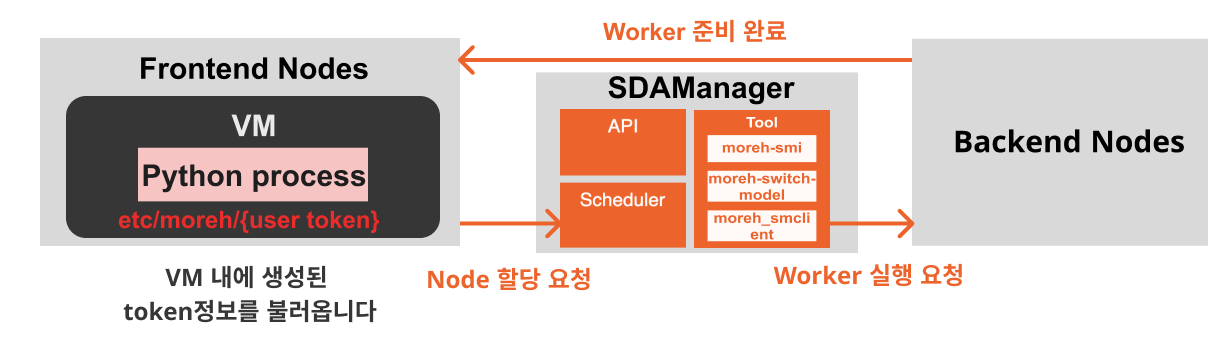 Worker 준비 완료
Frontend Nodes
VM
Python process
etc/moreh/{user token}
VM 내에 생성된
token정보를 불러옵니다
Node 할당 요청
SDAManager
API
Scheduler
Tool
moreh-smi
moreh-switch-
model
moreh_smcli
ent
Worker 실행 요청
Backend Nodes